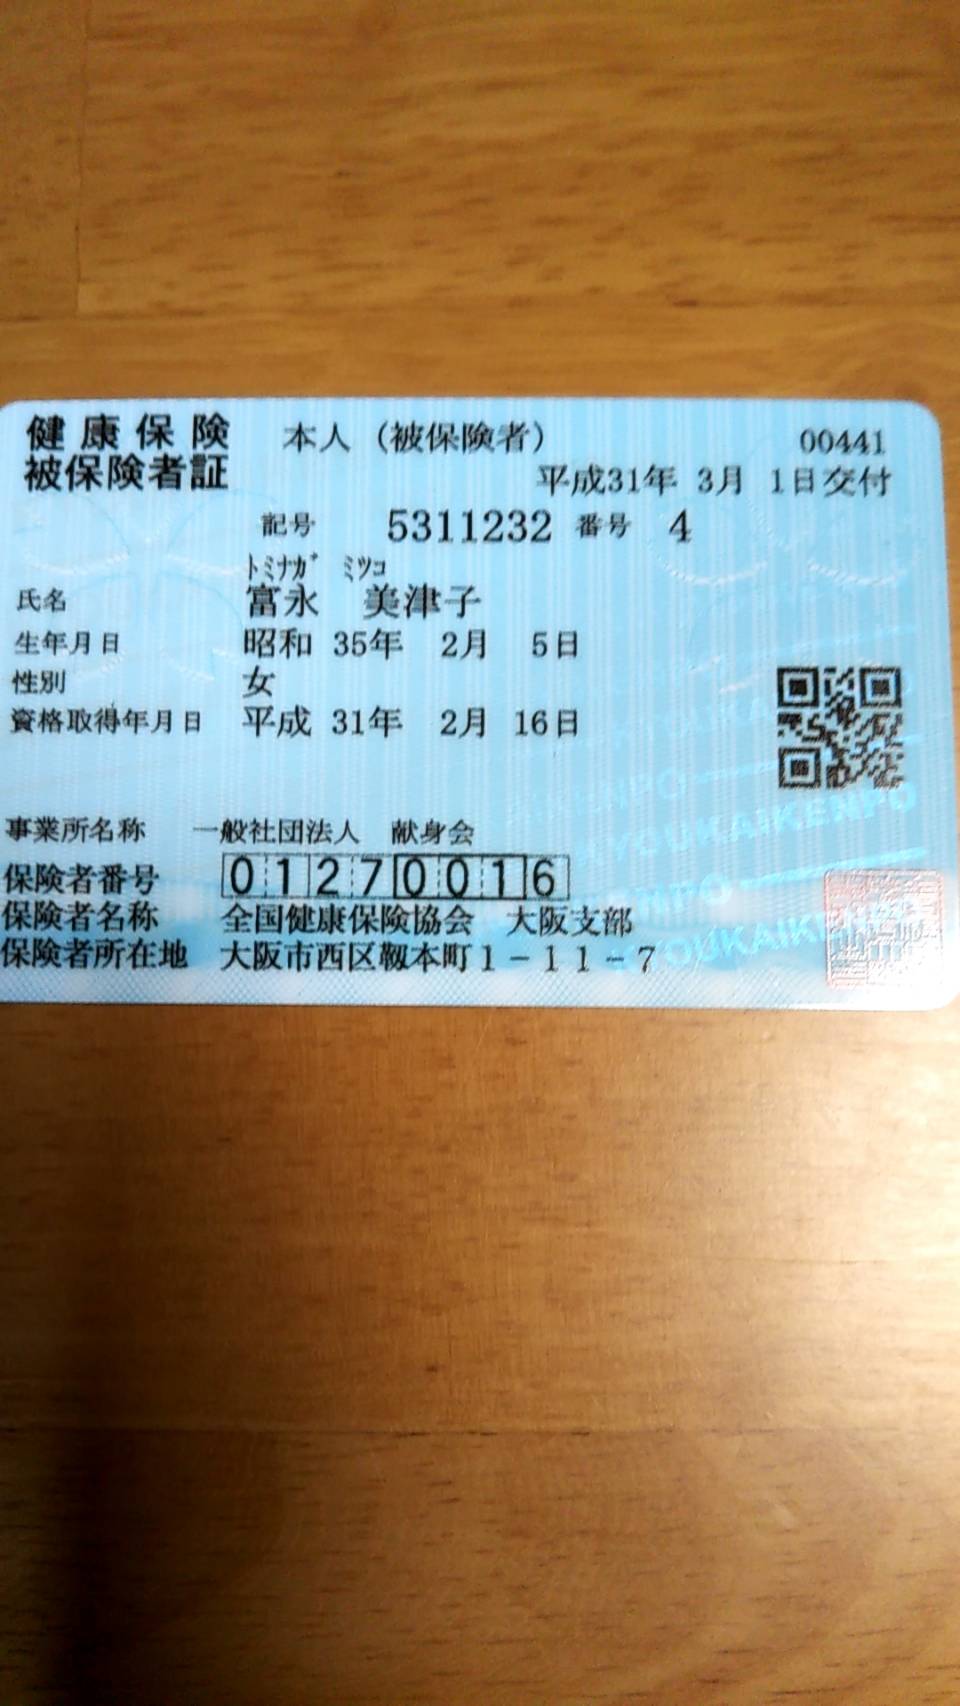 健康保険 本人（被保険者） 00441
被保険者証 平成31年 3月 1日交付
記号 5311232 番号 4
ﾄﾐﾅｶﾞ ﾐﾂｺ
氏名 富永 美津子
生年月日 昭和 35年 2月 5日
性別 女
資格取得年月日 平成 31年 2月 16日
事業所名称 一般社団法人 献身会
保険者番号 01270016
保険者名称 全国健康保険協会 大阪支部
保険者所在地 大阪市西区靱本町１－１１－７
KYOUKAIKENPO